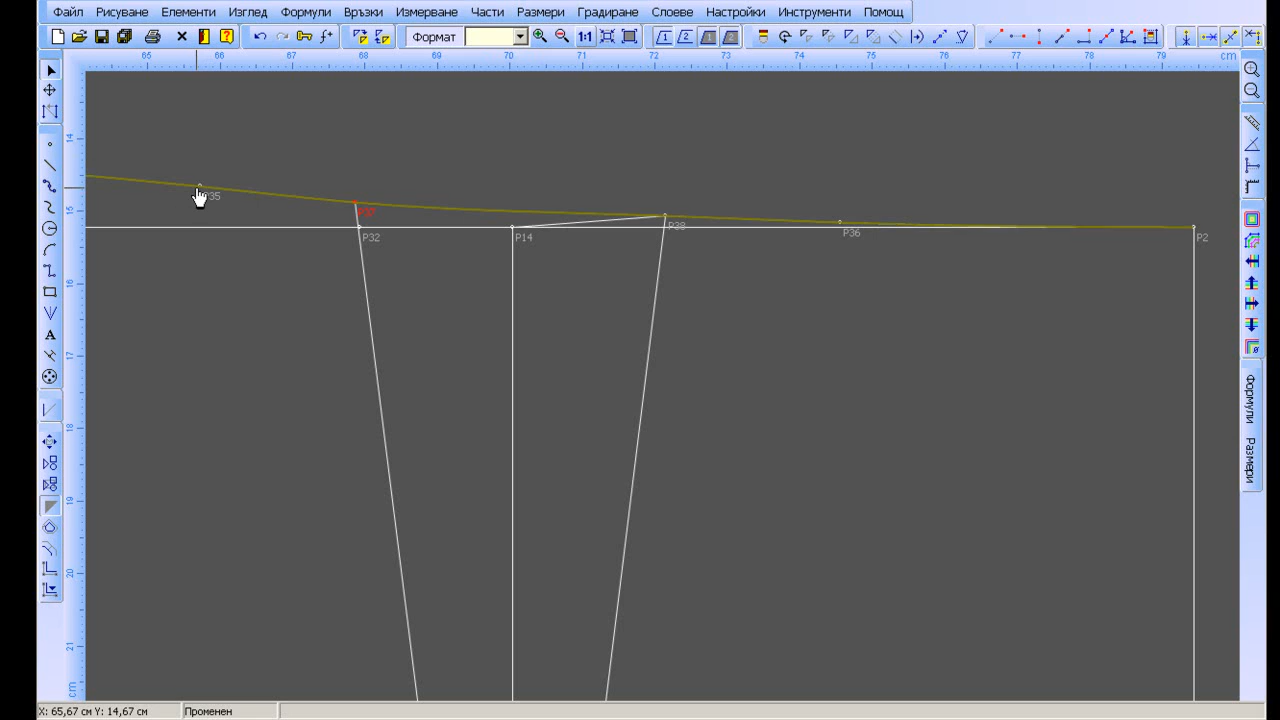 Файл Рисуване Елементи Изглед Формули Връзки Измерване Части Размери Градиране Слоеве Настройки Инструменти Помощ
Формат 1:1
65 66 67 68 69 70 71 72 73 74 75 76 77 78 79 cm
14
15
16
17
18
19
20
21
cm
P35
P32
P14
P38
P36
P2
A
Формули
Размери
X: 65,67 см Y: 14,67 см Променен